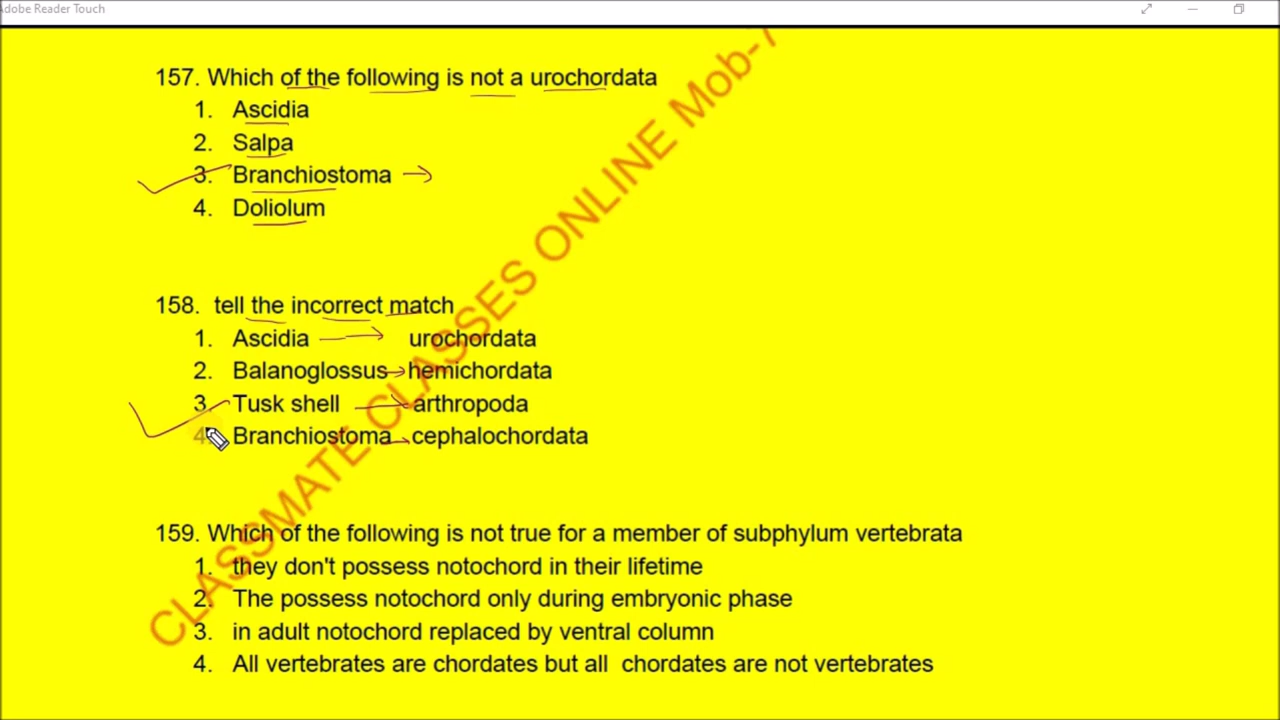 Adobe Reader Touch
157. Which of the following is not a urochordata
1. Ascidia
2. Salpa
3. Branchiostoma
4. Doliolum
158. tell the incorrect match
1. Ascidia urochordata
2. Balanoglossus hemichordata
3. Tusk shell arthropoda
4. Branchiostoma cephalochordata
159. Which of the following is not true for a member of subphylum vertebrata
1. they don't possess notochord in their lifetime
2. The possess notochord only during embryonic phase
3. in adult notochord replaced by ventral column
4. All vertebrates are chordates but all chordates are not vertebrates
CLASSMATE CLASSES ONLINE Mob-7